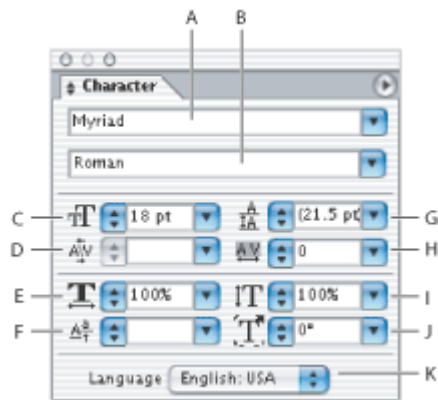 A B
Character
Myriad
Roman
C 18 pt (21.5 pt) G
D 0 H
E 100% 100% I
F 0° J
Language English: USA K